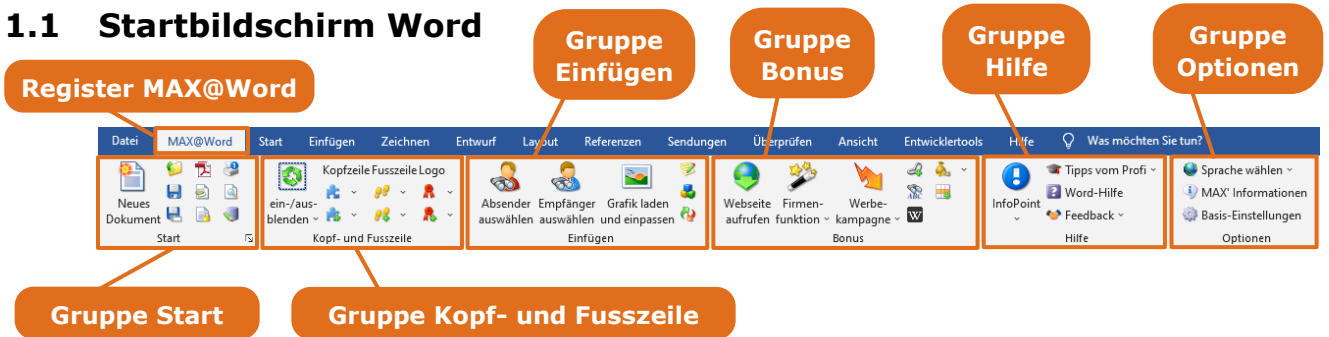 1.1 Startbildschirm Word
Gruppe
Einfügen
Gruppe
Bonus
Gruppe
Hilfe
Gruppe
Optionen
Register MAX@Word
Datei MAX@Word Start Einfügen Zeichnen Entwurf Layout Referenzen Sendungen Überprüfen Ansicht Entwicklertools Hilfe Was möchten Sie tun?
Neues
Dokument
Start
Kopfzeile Fusszeile Logo
ein-/aus-
blenden
Kopf- und Fusszeile
Absender
auswählen
Empfänger
auswählen
Grafik laden
und einpassen
Einfügen
Webseite
aufrufen
Firmen-
funktion
Werbe-
kampagne
W
Bonus
InfoPoint
Tipps vom Profi
Word-Hilfe
Feedback
Hilfe
Sprache wählen
MAX' Informationen
Basis-Einstellungen
Optionen
Gruppe Start
Gruppe Kopf- und Fusszeile